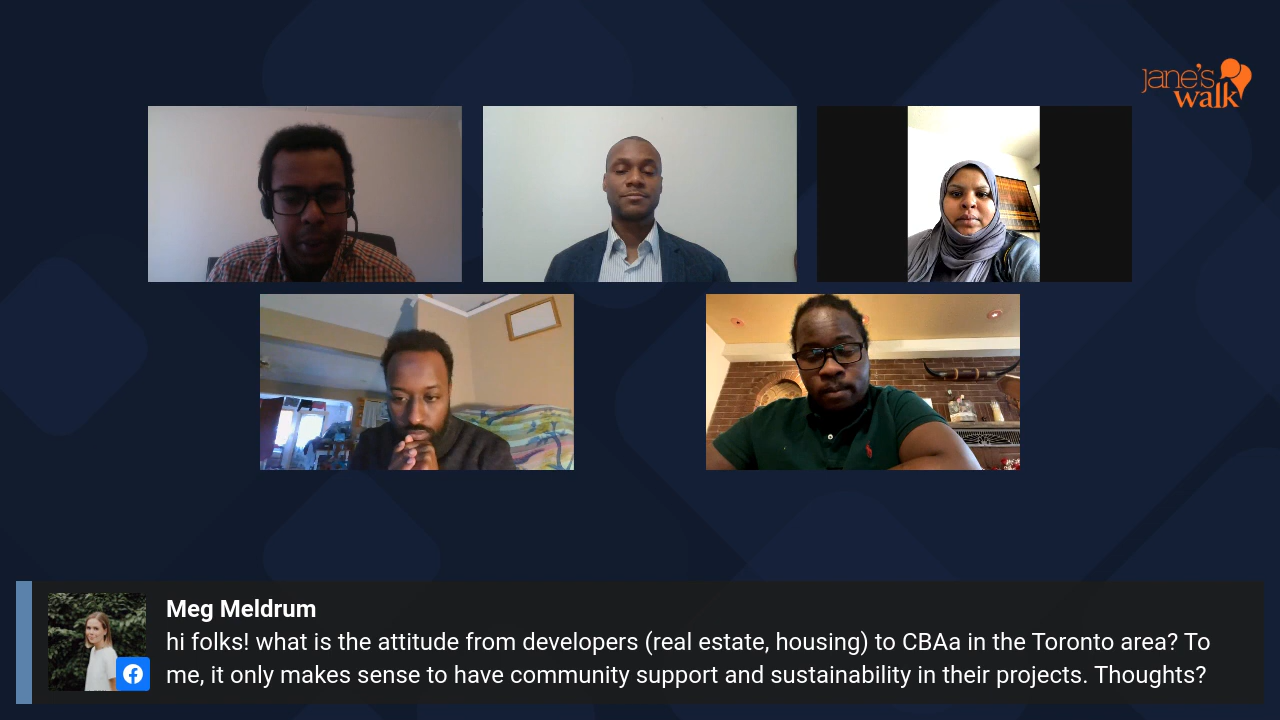 jane's
walk
Meg Meldrum
hi folks! what is the attitude from developers (real estate, housing) to CBAa in the Toronto area? To
me, it only makes sense to have community support and sustainability in their projects. Thoughts?